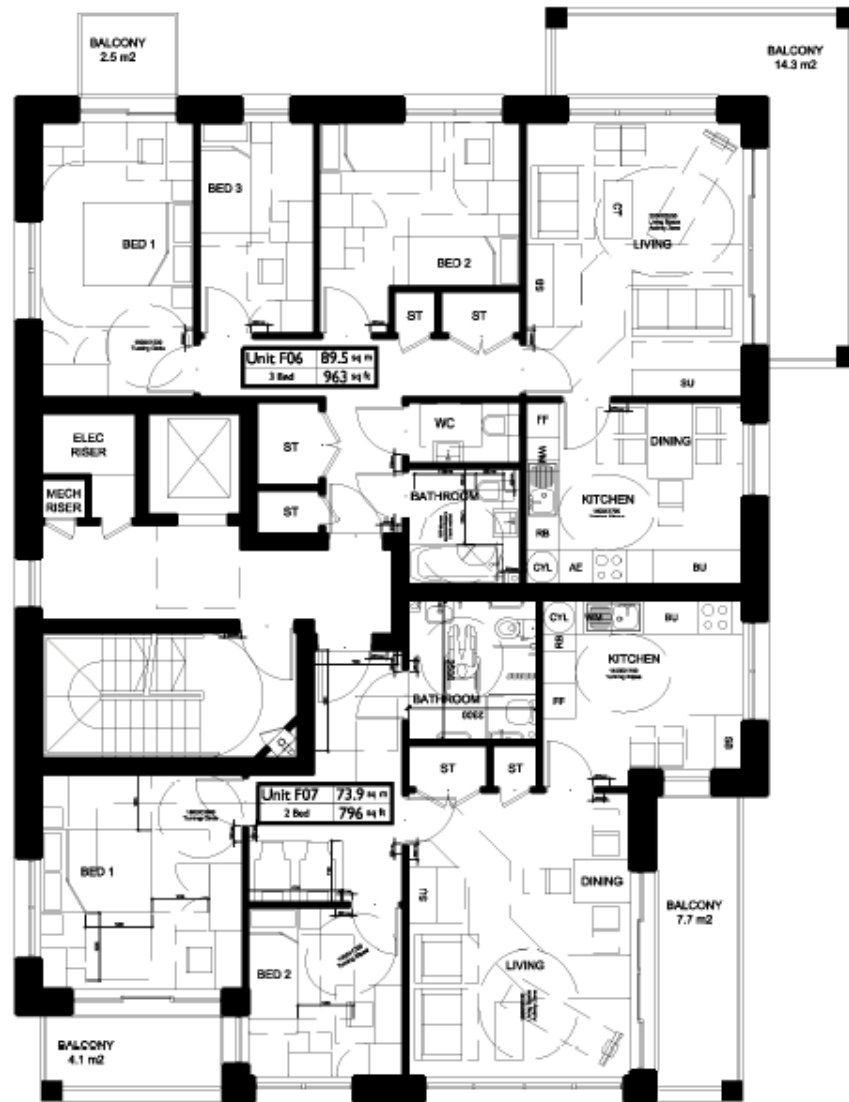 BALCONY
2.5 m2
BALCONY
14.3 m2
BED 3
BED 1
BED 2
CT
LIVING
ST
ST
Unit F06 89.5 sq m
3 Bed 963 sq ft
SU
ELEC
RISER
MECH
RISER
ST
ST
WC
BATHROOM
FF
WM
DINING
KITCHEN
RB
CYL
AE
BU
CYL
WM
BU
RB
KITCHEN
FF
BATHROOM
ST
ST
Unit F07 73.9 sq m
2 Bed 796 sq ft
BED 1
DINING
BALCONY
7.7 m2
BED 2
LIVING
BALCONY
4.1 m2